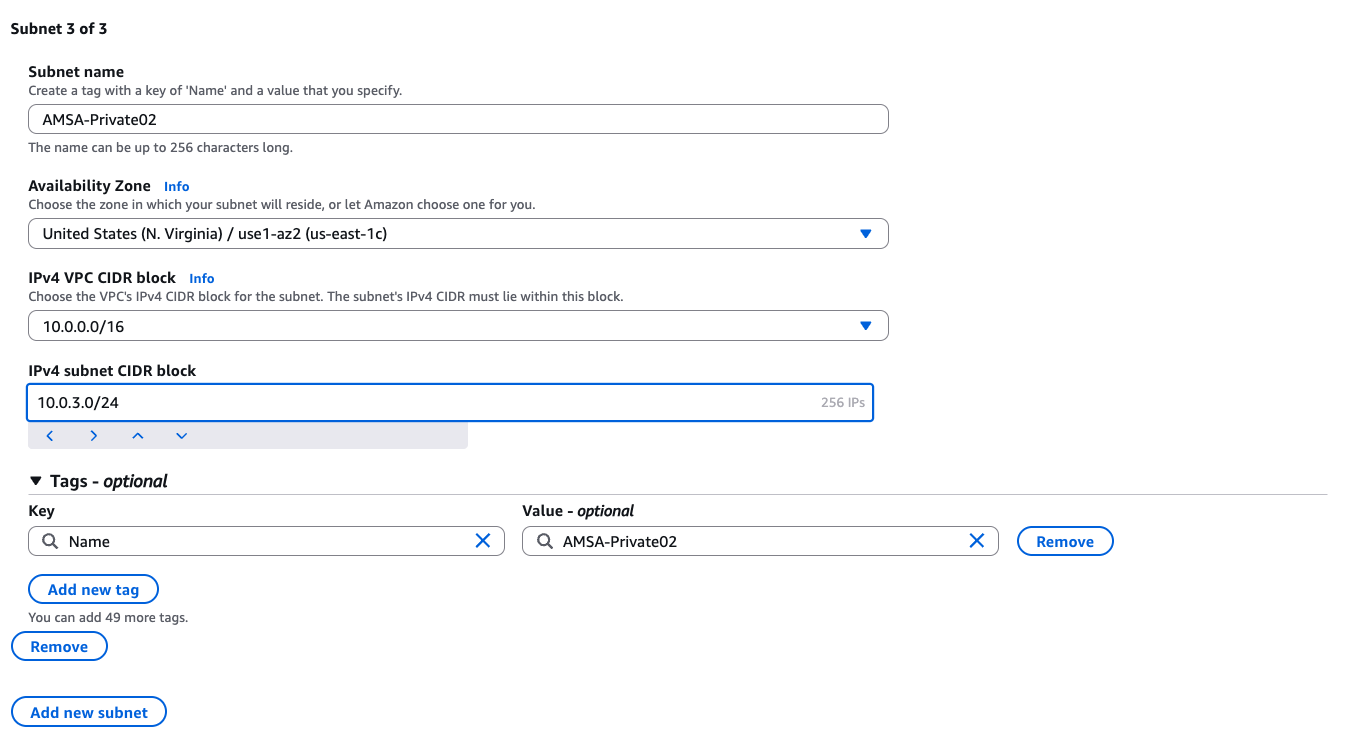 Subnet 3 of 3
Subnet name
Create a tag with a key of 'Name' and a value that you specify.
AMSA-Private02
The name can be up to 256 characters long.
Availability Zone Info
Choose the zone in which your subnet will reside, or let Amazon choose one for you.
United States (N. Virginia) / use1-az2 (us-east-1c)
IPv4 VPC CIDR block Info
Choose the VPC's IPv4 CIDR block for the subnet. The subnet's IPv4 CIDR must lie within this block.
10.0.0.0/16
IPv4 subnet CIDR block
10.0.3.0/24 256 IPs
Tags - optional
Key Value - optional
Name AMSA-Private02 Remove
Add new tag
You can add 49 more tags.
Remove
Add new subnet